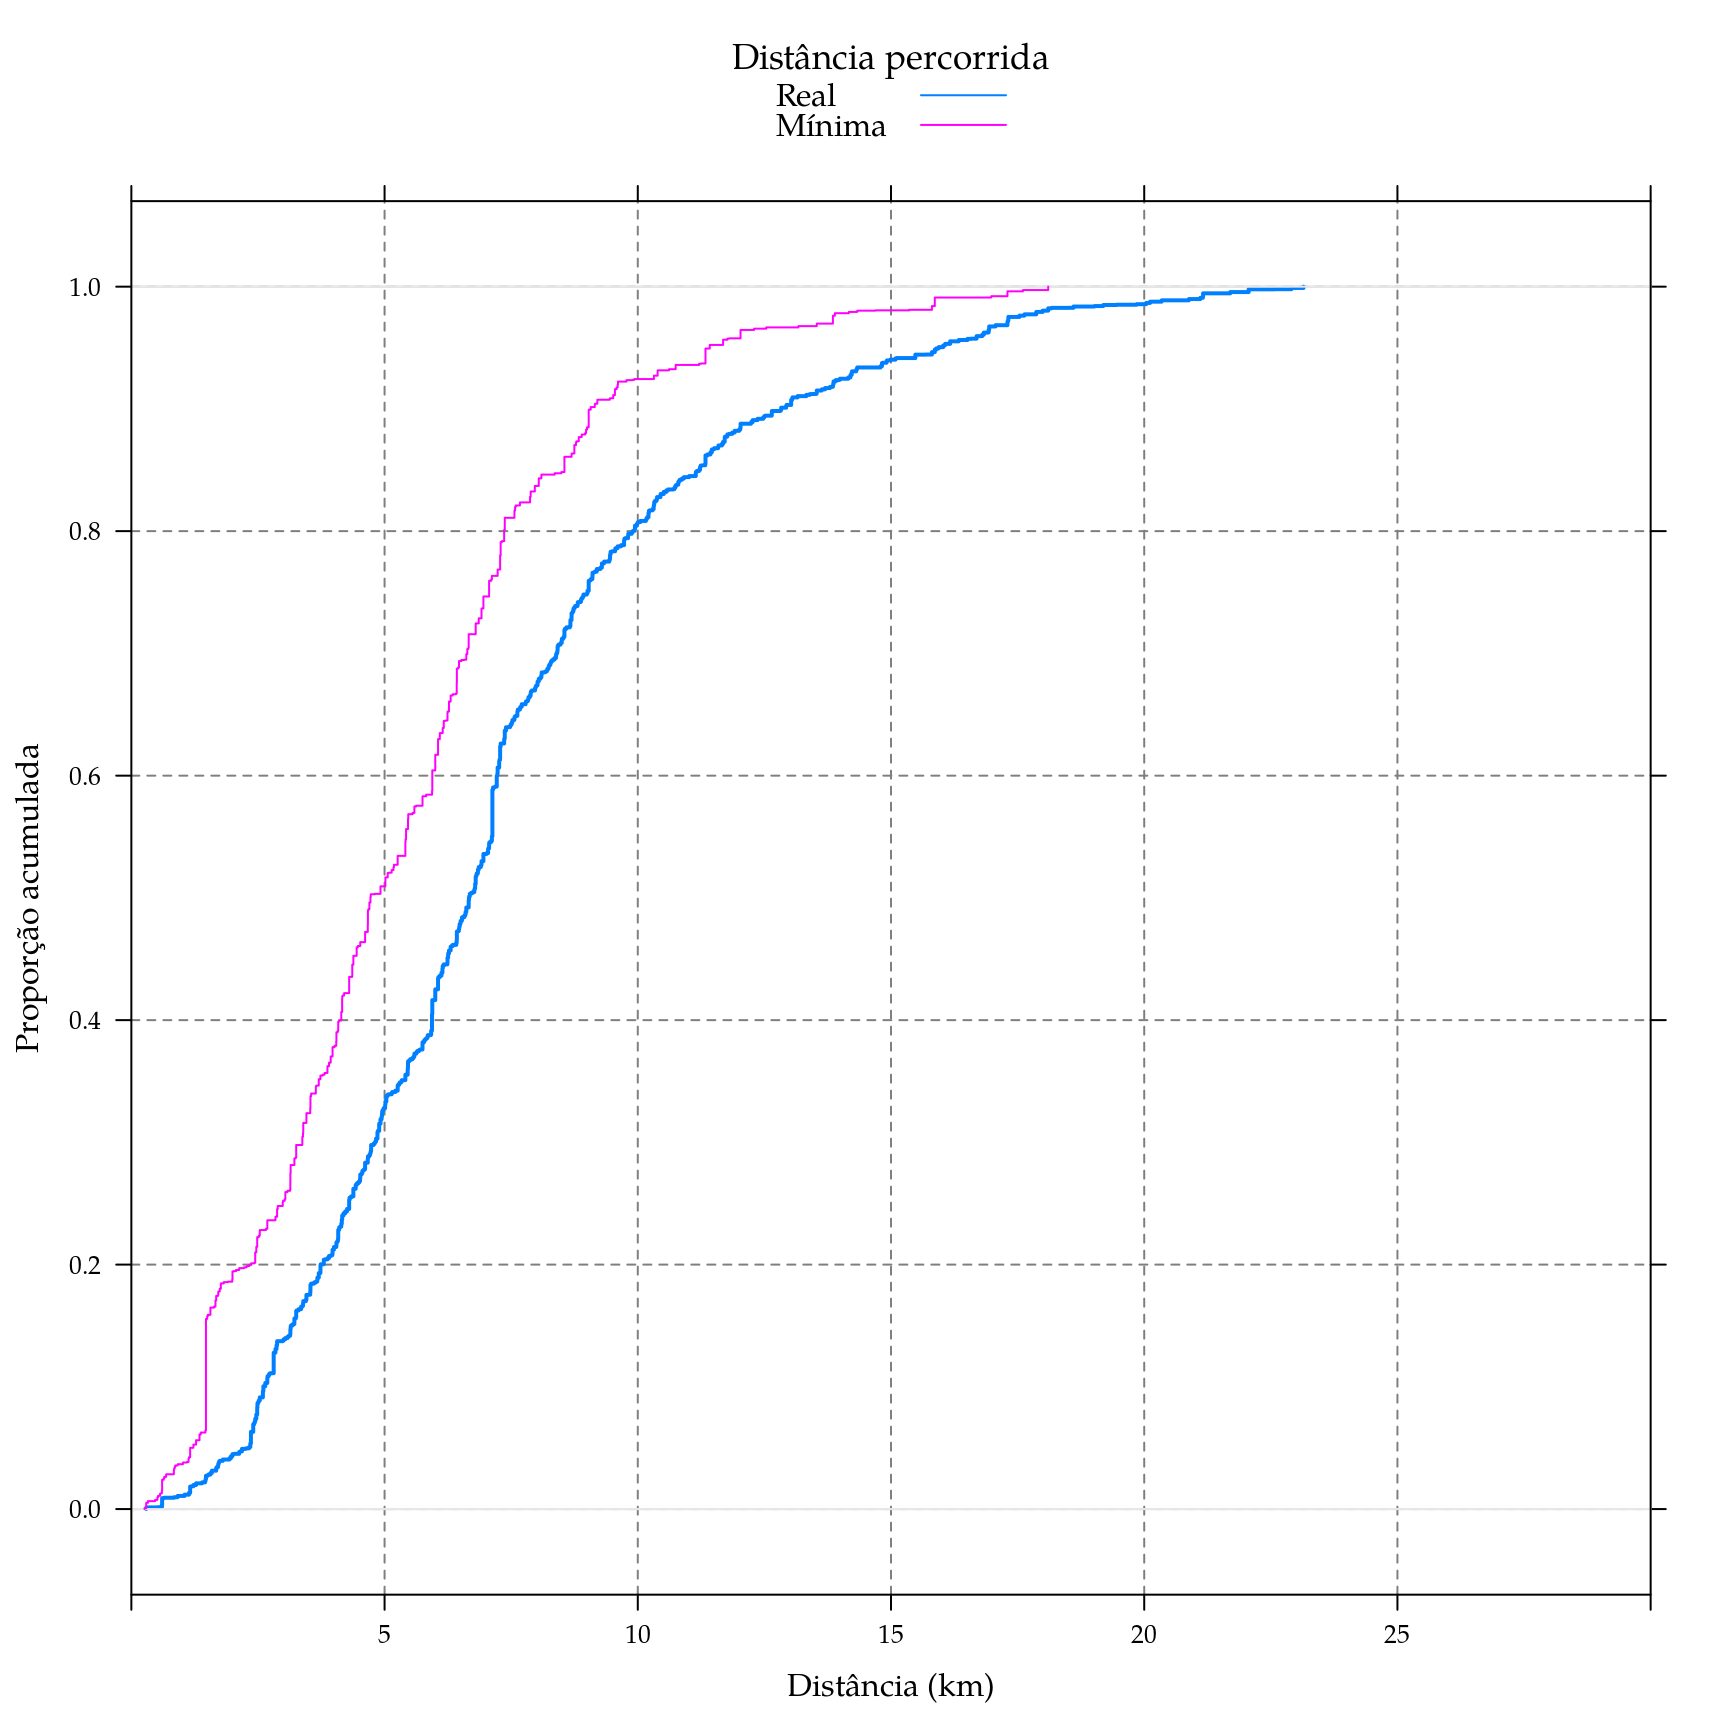 Distância percorrida
Real
Mínima
Proporção acumulada
1.0
0.8
0.6
0.4
0.2
0.0
5 10 15 20 25
Distância (km)